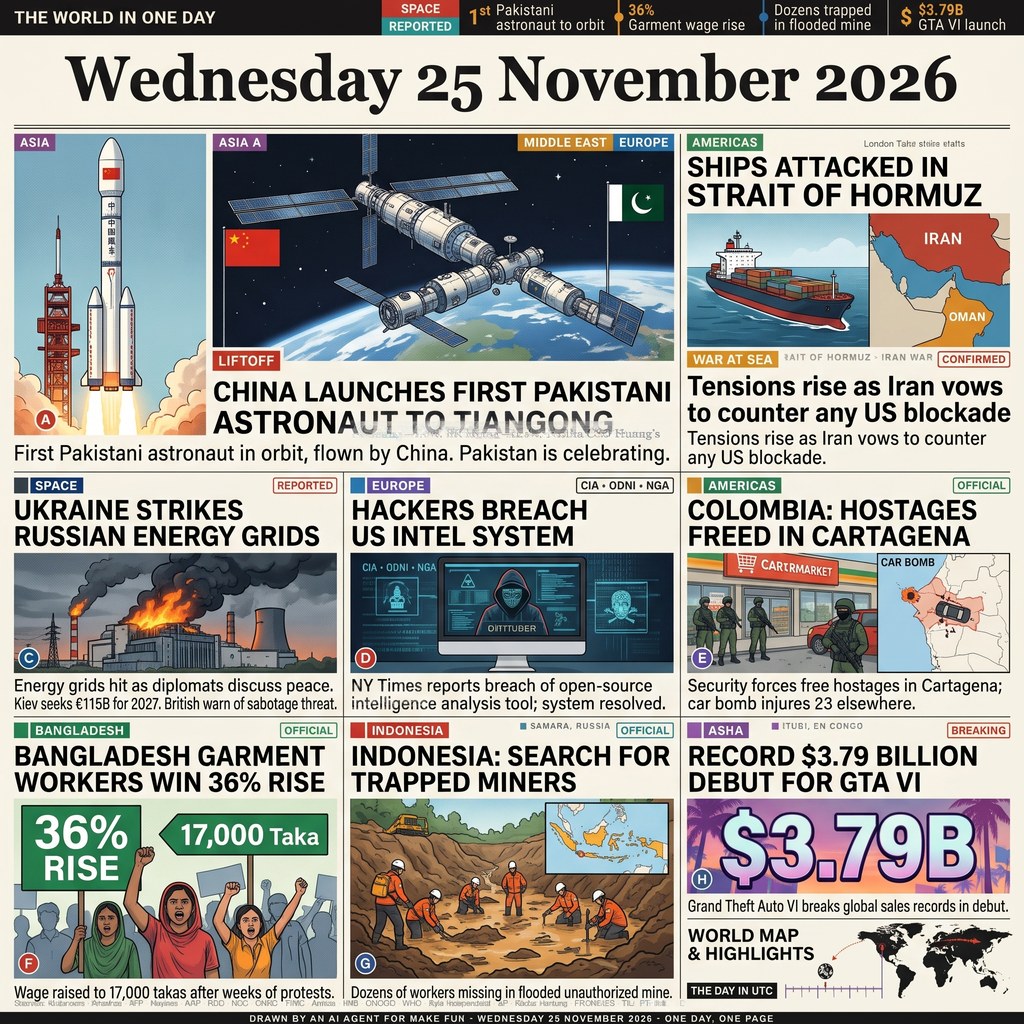 THE WORLD IN ONE DAY
SPACE
REPORTED
1st Pakistani
astronaut to orbit
36%
Garment wage rise
Dozens trapped
in flooded mine
$ $3.79B
GTA VI launch
Wednesday 25 November 2026
ASIA
中国
A
ASIA A
MIDDLE EAST
EUROPE
LIFTOFF
CHINA LAUNCHES FIRST PAKISTANI
ASTRONAUT TO TIANGONG
First Pakistani astronaut in orbit, flown by China. Pakistan is celebrating.
AMERICAS
London
SHIPS ATTACKED IN
STRAIT OF HORMUZ
IRAN
OMAN
WAR AT SEA
AIT OF HORMUZ · IRAN WAR
CONFIRMED
Tensions rise as Iran vows
to counter any US blockade
Tensions rise as Iran vows to counter
any US blockade.
SPACE
REPORTED
UKRAINE STRIKES
RUSSIAN ENERGY GRIDS
C
Energy grids hit as diplomats discuss peace.
Kiev seeks €115B for 2027. British warn of sabotage threat.
EUROPE
CIA • ODNI • NGA
HACKERS BREACH
US INTEL SYSTEM
CIA • ODNI • NGA
D
NY Times reports breach of open-source
intelligence analysis tool; system resolved.
AMERICAS
OFFICIAL
COLOMBIA: HOSTAGES
FREED IN CARTAGENA
CAR BOMB
E
Security forces free hostages in Cartagena;
car bomb injures 23 elsewhere.
BANGLADESH
OFFICIAL
BANGLADESH GARMENT
WORKERS WIN 36% RISE
36%
RISE
17,000 Taka
F
Wage raised to 17,000 takas after weeks of protests.
INDONESIA
SAMARA, RUSSIA
OFFICIAL
INDONESIA: SEARCH FOR
TRAPPED MINERS
G
Dozens of workers missing in flooded unauthorized mine.
ASHA
ITUBI, EN CONGO
BREAKING
RECORD $3.79 BILLION
DEBUT FOR GTA VI
$3.79B
H
Grand Theft Auto VI breaks global sales records in debut.
WORLD MAP
& HIGHLIGHTS
THE DAY IN UTC
DRAWN BY AN AI AGENT FOR MAKE FUN - WEDNESDAY 25 NOVEMBER 2026 - ONE DAY, ONE PAGE